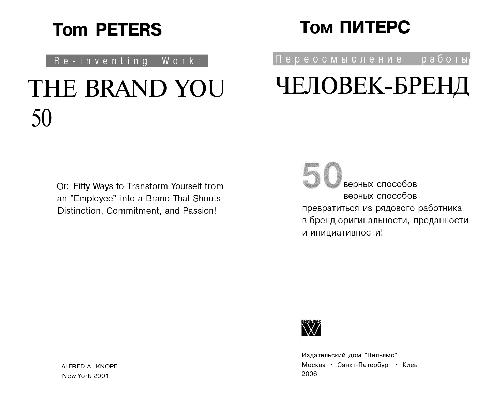 Tom PETERS
Re-inventing Work
THE BRAND YOU
50
Or: Fifty Ways to Transform Yourself from
an "Employee" into a Brand That Shouts
Distinction, Commitment, and Passion!
ALFRED A. KNOPF
New York 2001
Том ПИТЕРС
Переосмысление работы
ЧЕЛОВЕК-БРЕНД
50 верных способов
верных способов
превратиться из рядового работника
в бренд оригинальности, преданности
и инициативности!
W
Издательский дом "Вильямс"
Москва • Санкт-Петербург • Киев
2006